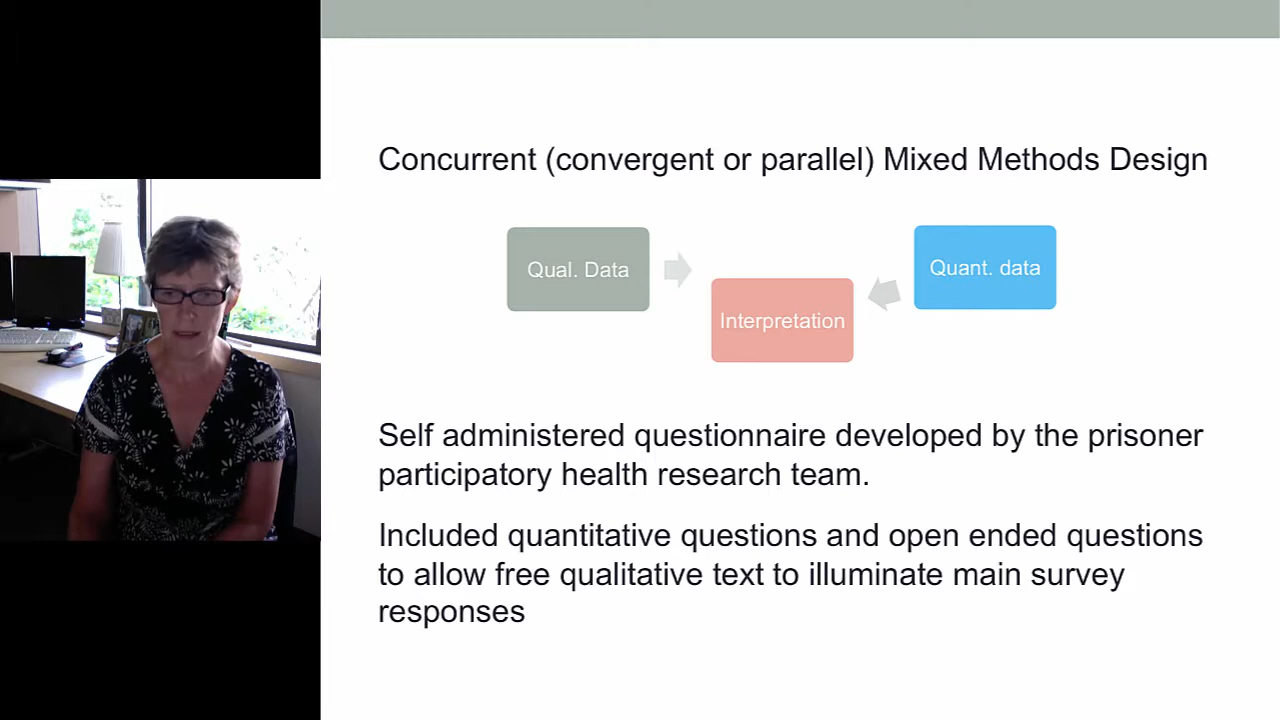 Concurrent (convergent or parallel) Mixed Methods Design
Qual. Data
Quant. data
Interpretation
Self administered questionnaire developed by the prisoner
participatory health research team.
Included quantitative questions and open ended questions
to allow free qualitative text to illuminate main survey
responses